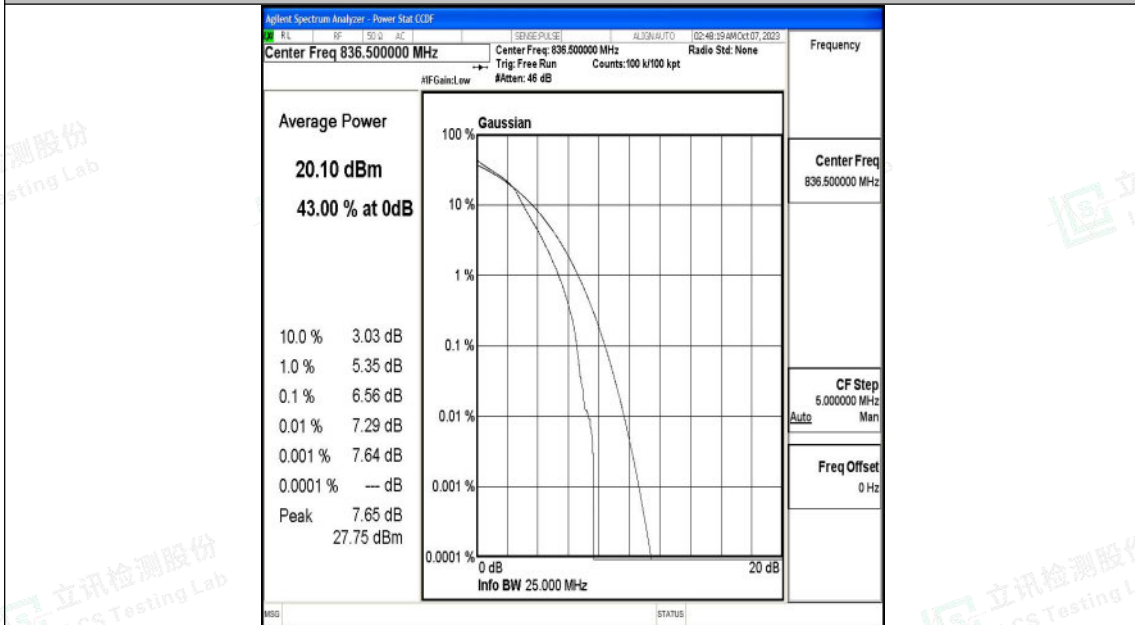 Agilent Spectrum Analyzer - Power Stat CCDF
RL RF 50 Ω AC SENSE:PULSE ALIGNAUTO 02:48:19 AM Oct 07, 2023
Center Freq 836.500000 MHz
Center Freq: 836.500000 MHz Radio Std: None
Trig: Free Run Counts:100 k/100 kpt
#IFGain:Low #Atten: 46 dB
Frequency
Average Power
20.10 dBm
43.00 % at 0dB
10.0 % 3.03 dB
1.0 % 5.35 dB
0.1 % 6.56 dB
0.01 % 7.29 dB
0.001 % 7.64 dB
0.0001 % --- dB
Peak 7.65 dB
27.75 dBm
Gaussian
100 %
10 %
1 %
0.1 %
0.01 %
0.001 %
0.0001 %
0 dB 20 dB
Info BW 25.000 MHz
Center Freq
836.500000 MHz
CF Step
5.000000 MHz
Auto Man
Freq Offset
0 Hz
MSG STATUS
测股份
sting Lab
立讯检测股份
CS Testing Lab
立讯检测股份
CS Testing L